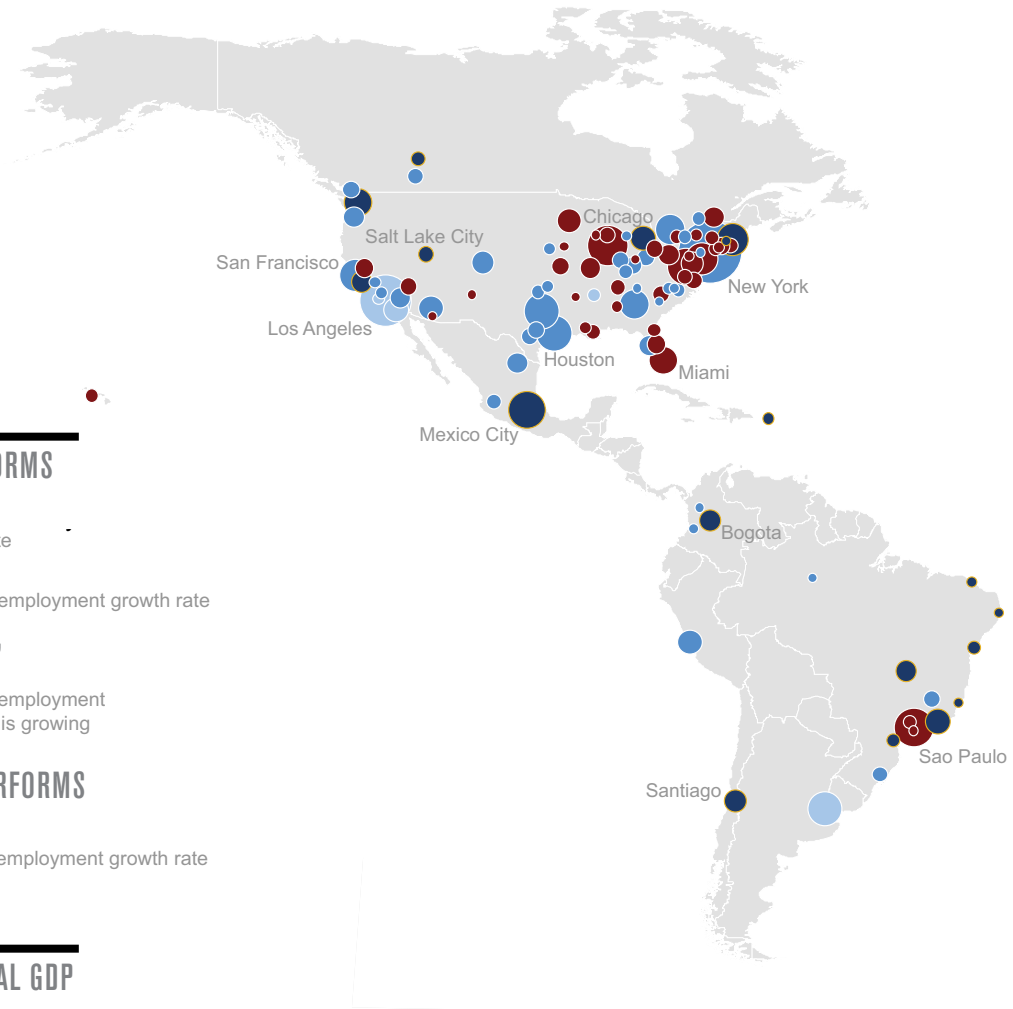 Chicago
Salt Lake City
San Francisco
New York
Los Angeles
Houston
Miami
Mexico City
ORMS
Bogota
te
employment growth rate
employment
is growing
RFORMS
Sao Paulo
Santiago
employment growth rate
AL GDP